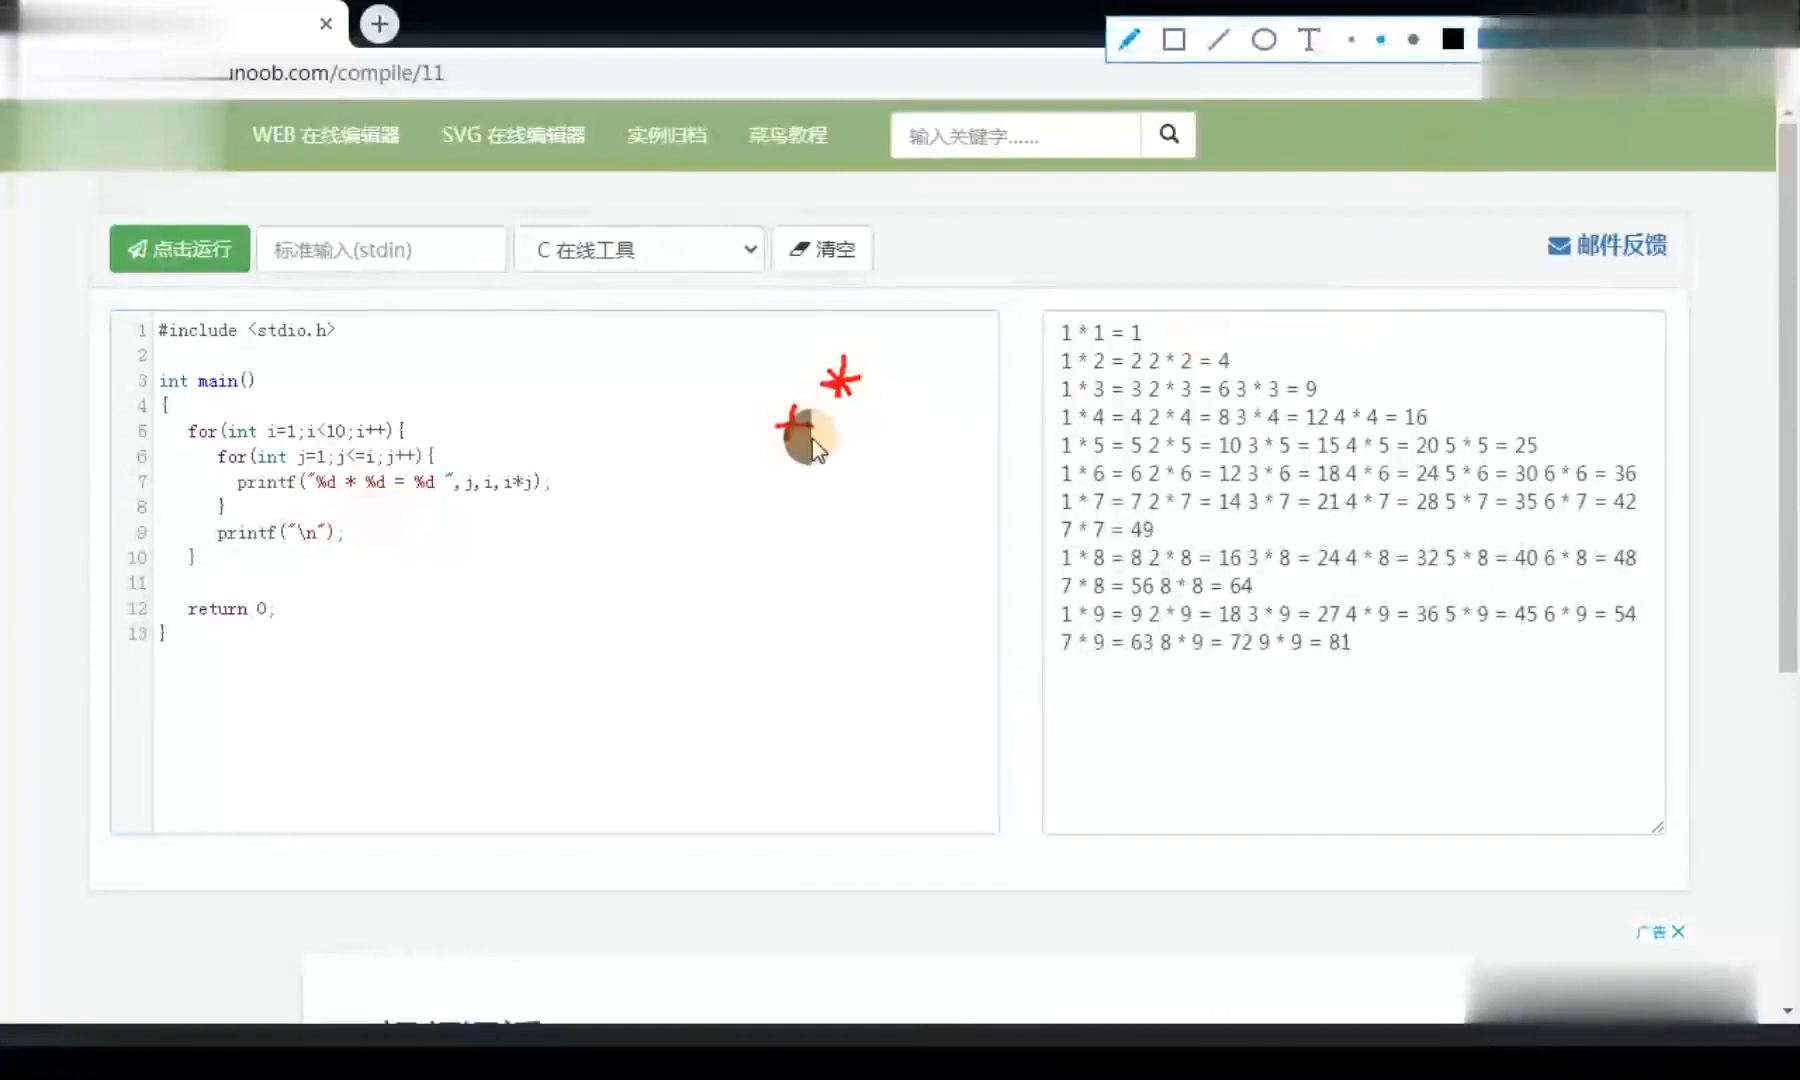 unoob.com/compile/11
WEB 在线编辑器 SVG 在线编辑器 实例归档 菜鸟教程 输入关键字......
点击运行 标准输入(stdin) C 在线工具 清空 邮件反馈
1 #include <stdio.h>
2
3 int main()
4 {
5 for(int i=1;i<10;i++){
6 for(int j=1;j<=i;j++){
7 printf("%d * %d = %d ",j,i,i*j);
8 }
9 printf("\n");
10 }
11
12 return 0;
13 }
1 * 1 = 1
1 * 2 = 2 2 * 2 = 4
1 * 3 = 3 2 * 3 = 6 3 * 3 = 9
1 * 4 = 4 2 * 4 = 8 3 * 4 = 12 4 * 4 = 16
1 * 5 = 5 2 * 5 = 10 3 * 5 = 15 4 * 5 = 20 5 * 5 = 25
1 * 6 = 6 2 * 6 = 12 3 * 6 = 18 4 * 6 = 24 5 * 6 = 30 6 * 6 = 36
1 * 7 = 7 2 * 7 = 14 3 * 7 = 21 4 * 7 = 28 5 * 7 = 35 6 * 7 = 42
7 * 7 = 49
1 * 8 = 8 2 * 8 = 16 3 * 8 = 24 4 * 8 = 32 5 * 8 = 40 6 * 8 = 48
7 * 8 = 56 8 * 8 = 64
1 * 9 = 9 2 * 9 = 18 3 * 9 = 27 4 * 9 = 36 5 * 9 = 45 6 * 9 = 54
7 * 9 = 63 8 * 9 = 72 9 * 9 = 81
广告